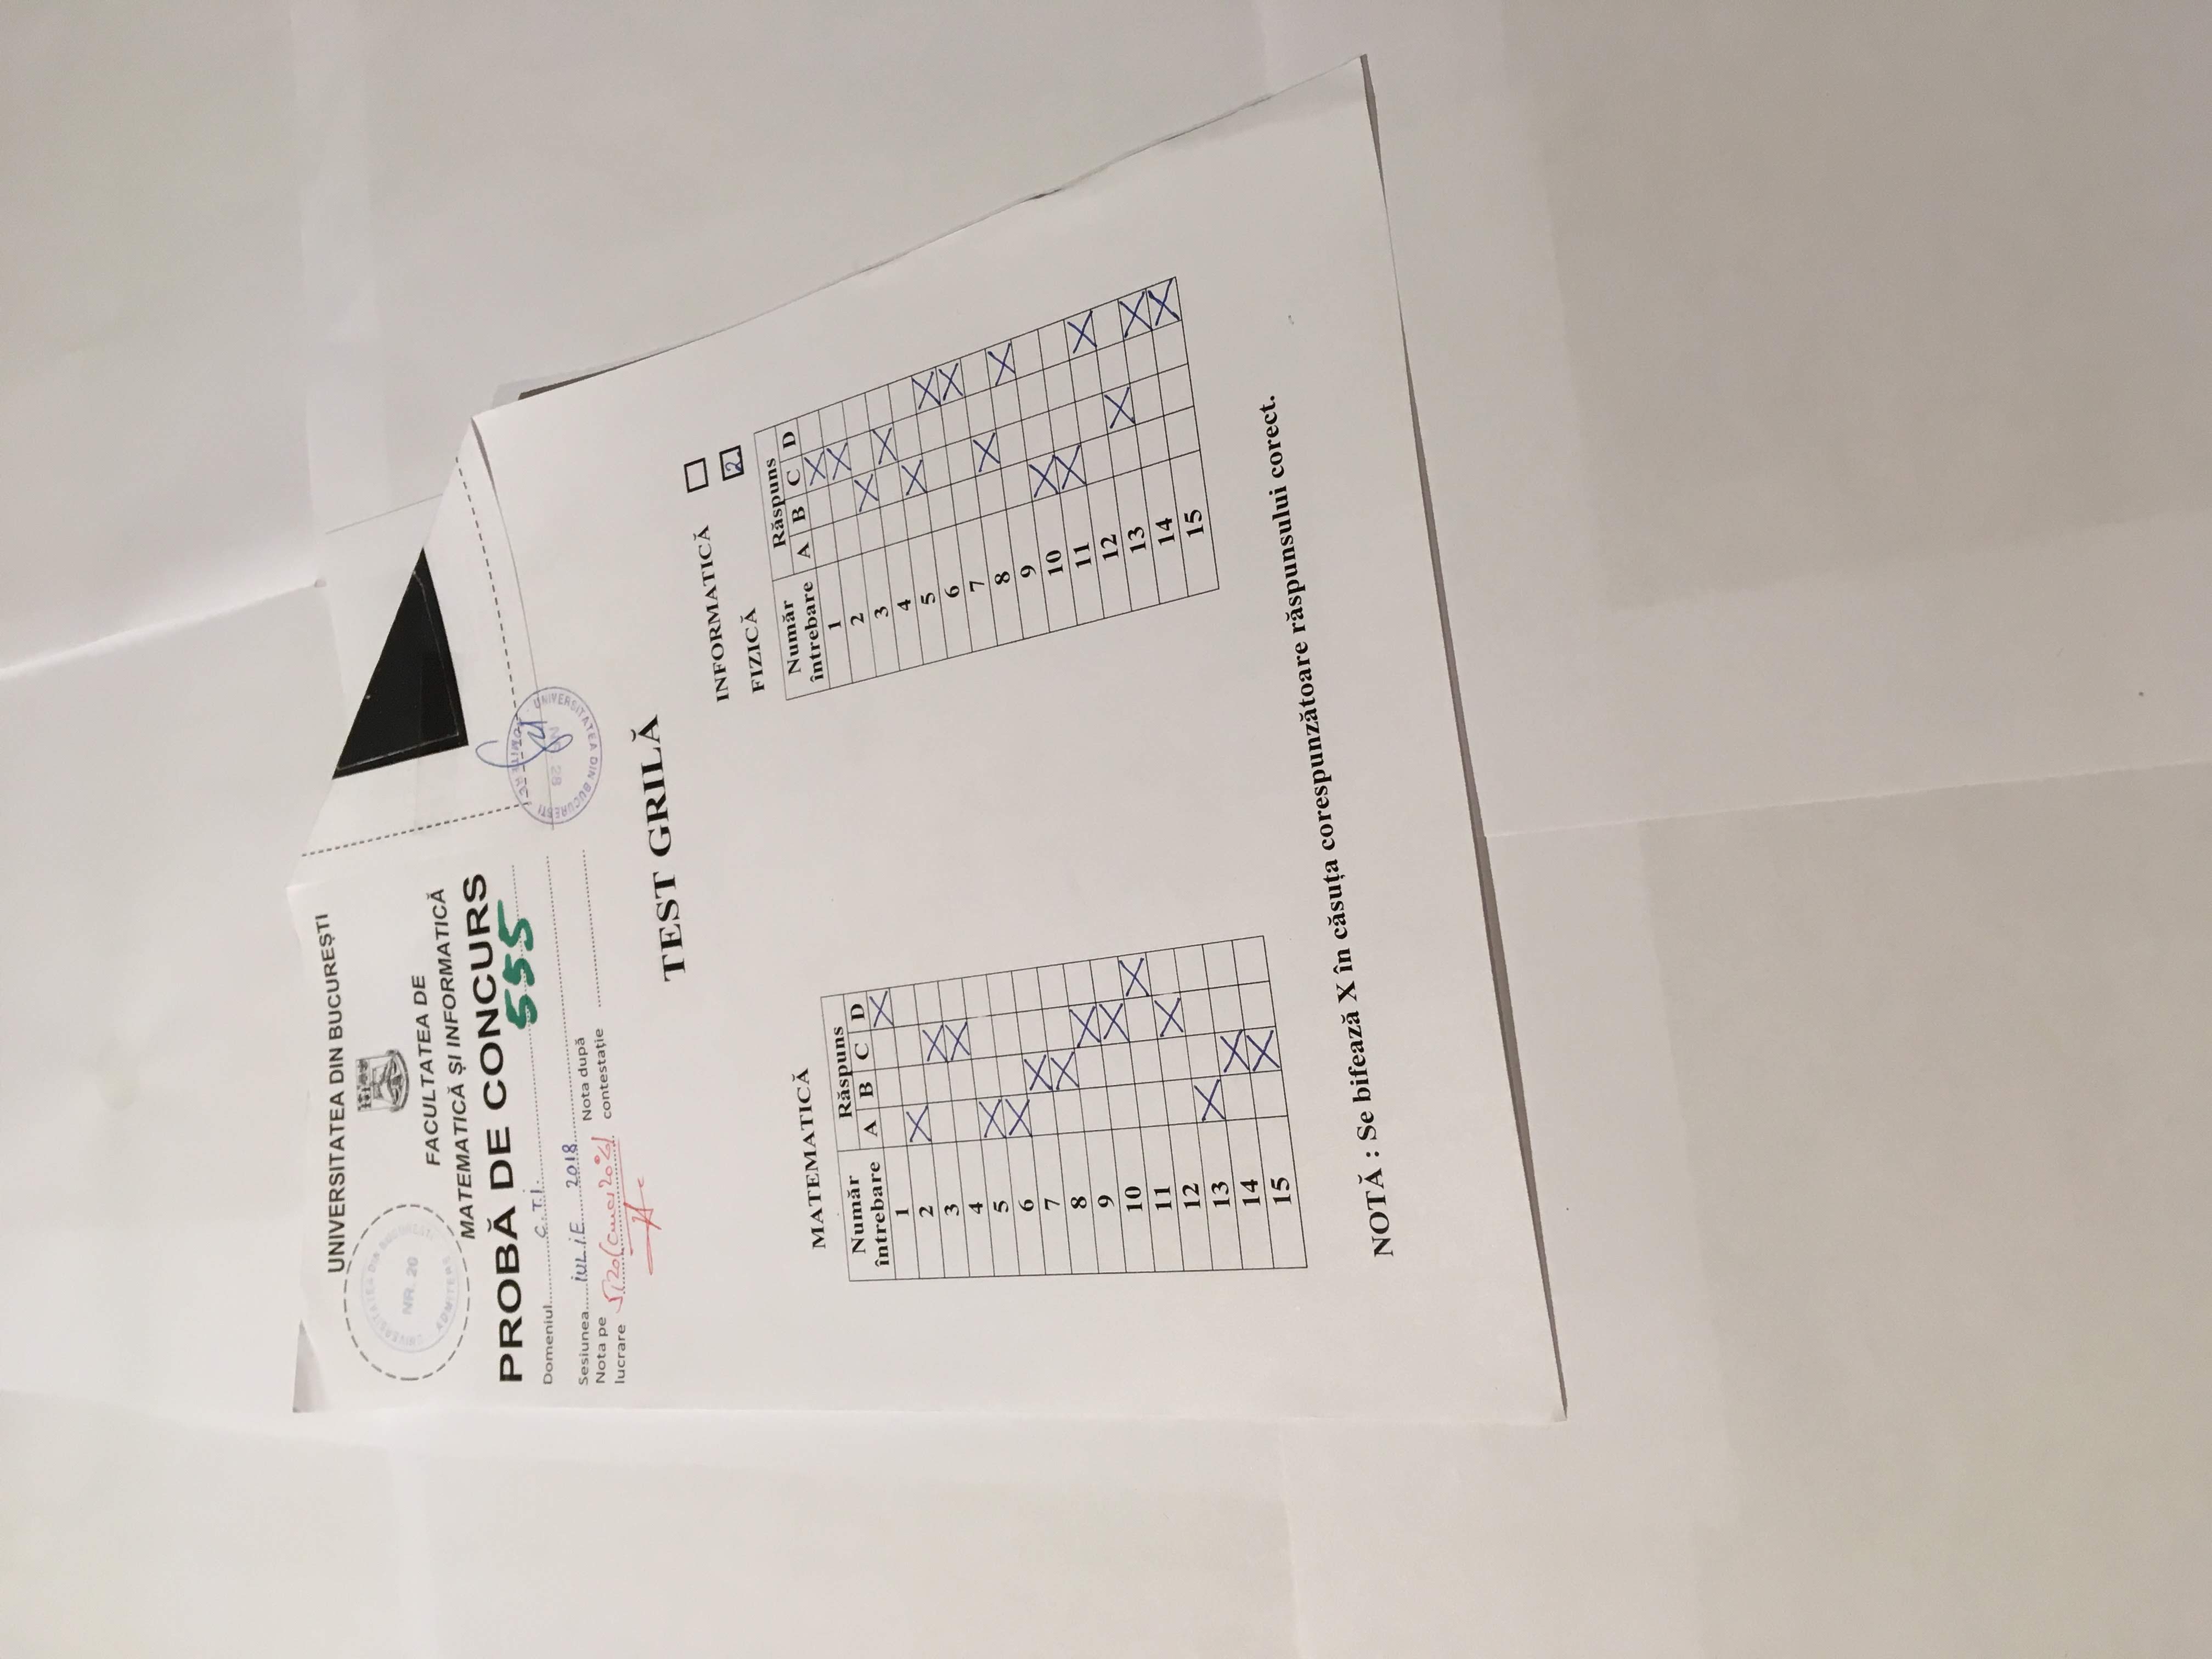 UNIVERSITATEA DIN BUCUREȘTI
UNIVERSITATEA DIN BUCUREȘTI
NR. 26
ADMITERE
FACULTATEA DE
MATEMATICĂ ȘI INFORMATICĂ
PROBĂ DE CONCURS
555
Domeniul C.T.I.
Sesiunea iULiE 2018
Nota pe lucrare 5,20 (cinci 20%)
Nota după contestație
UNIVERSITATEA DIN BUCUREȘTI
ADMITERE
TEST GRILĂ
INFORMATICĂ
FIZICĂ 2
MATEMATICĂ
Număr întrebare Răspuns
A B C D
1 X
2 X
3 X
4 X
5 X
6 X
7 X
8 X
9 X
10 X
11 X
12 X
13 X
14 X
15 X
Număr întrebare Răspuns
A B C D
1 X
2 X
3 X
4 X
5 X
6 X
7 X
8 X
9 X
10 X
11 X
12 X
13 X
14 X
15 X
NOTĂ : Se bifează X în căsuța corespunzătoare răspunsului corect.